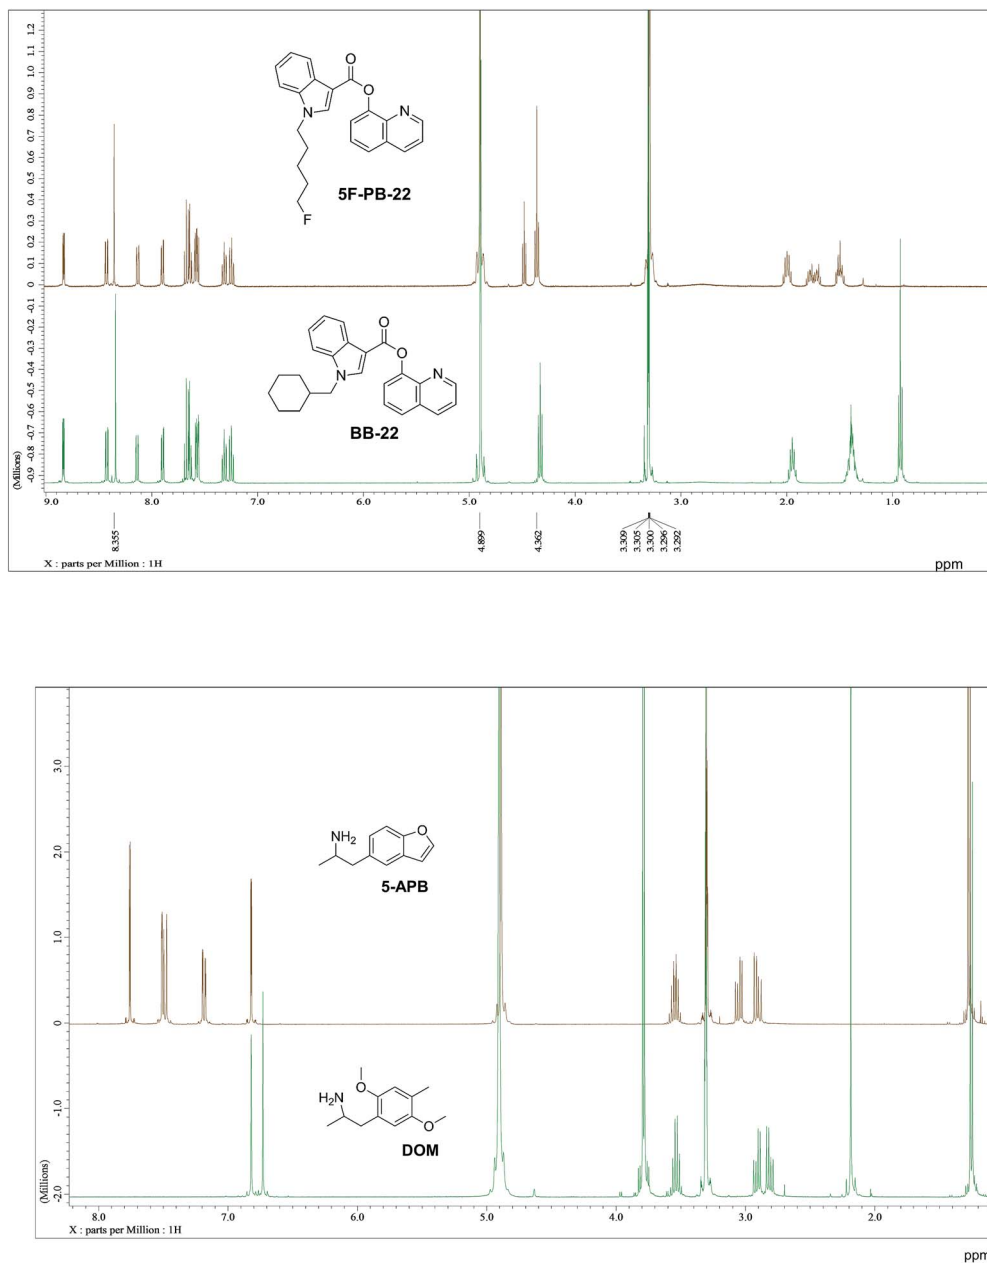 1.2
1.1
1.0
0.9
0.8
0.7
0.6
0.5
0.4
0.3
0.2
0.1
0
-0.1
-0.2
-0.3
-0.4
-0.5
-0.6
-0.7
-0.8
-0.9
(Millions)
O
O
N
N
F
5F-PB-22
O
O
N
N
BB-22
9.0 8.0 7.0 6.0 5.0 4.0 3.0 2.0 1.0
8.355 4.899 4.362 3.309 3.305 3.300 3.296 3.292
X : parts per Million : 1H
ppm
3.0
2.0
1.0
0
-1.0
-2.0
(Millions)
NH2
O
5-APB
H2N
O
O
DOM
8.0 7.0 6.0 5.0 4.0 3.0 2.0
X : parts per Million : 1H
ppm